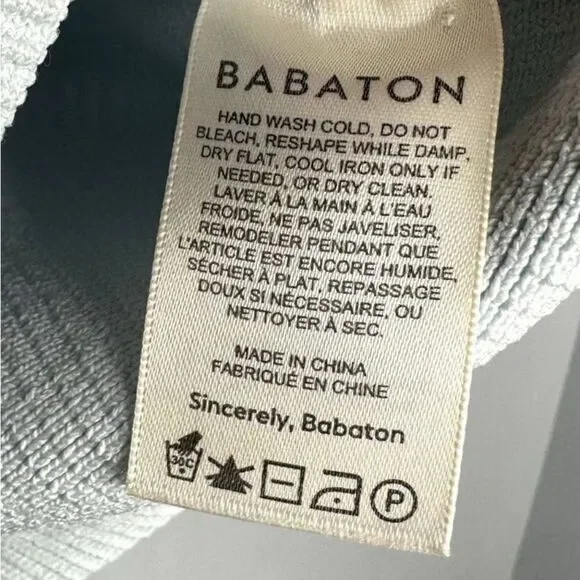 BABATON
HAND WASH COLD, DO NOT
BLEACH, RESHAPE WHILE DAMP,
DRY FLAT, COOL IRON ONLY IF
NEEDED, OR DRY CLEAN.
LAVER À LA MAIN À L'EAU
FROIDE, NE PAS JAVELISER,
REMODELER PENDANT QUE
L'ARTICLE EST ENCORE HUMIDE,
SÉCHER À PLAT, REPASSAGE
DOUX SI NÉCESSAIRE, OU
NETTOYER À SEC.
MADE IN CHINA
FABRIQUÉ EN CHINE
Sincerely, Babaton
30C P